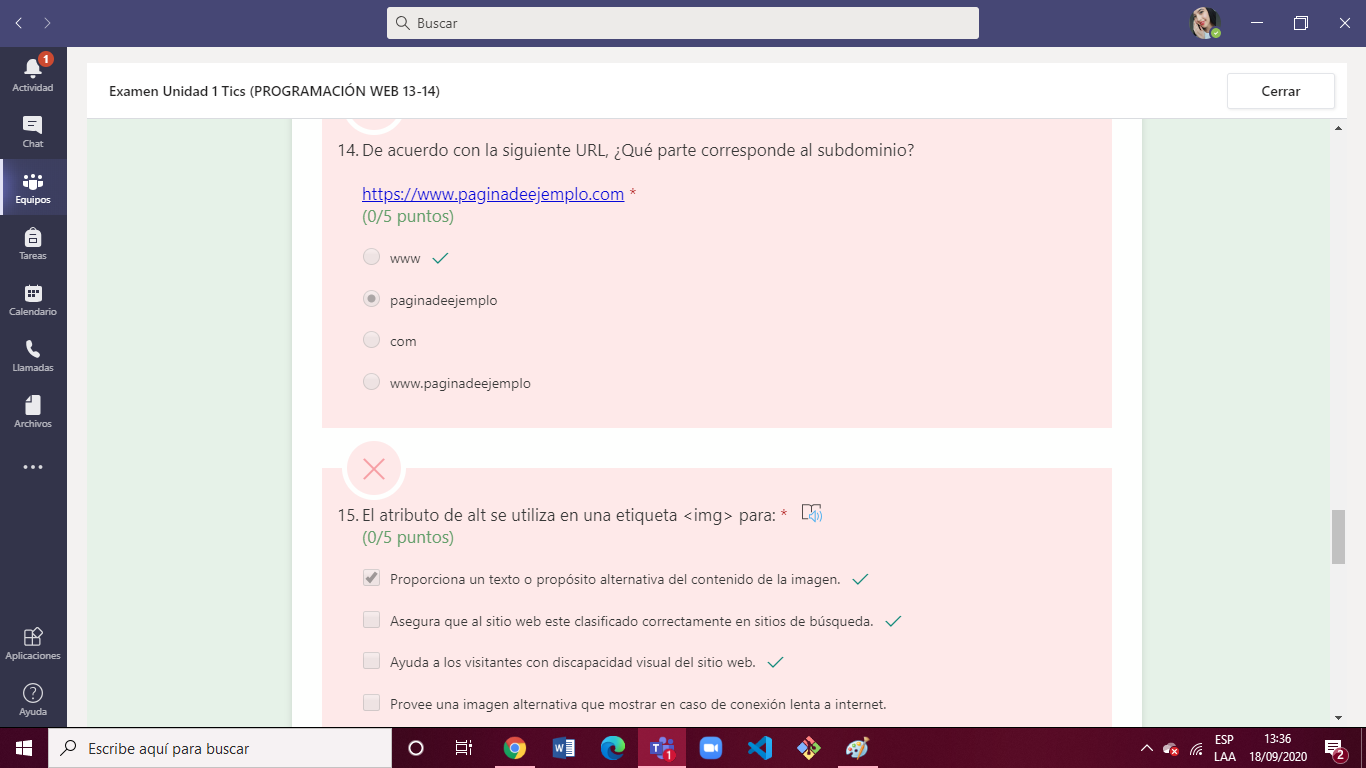 Buscar
Actividad
1
Chat
Equipos
Tareas
Calendario
Llamadas
Archivos
Aplicaciones
Ayuda
Examen Unidad 1 Tics (PROGRAMACIÓN WEB 13-14)
Cerrar
14. De acuerdo con la siguiente URL, ¿Qué parte corresponde al subdominio?
https://www.paginadeejemplo.com *
(0/5 puntos)
www
paginadeejemplo
com
www.paginadeejemplo
15. El atributo de alt se utiliza en una etiqueta <img> para: *
(0/5 puntos)
Proporciona un texto o propósito alternativa del contenido de la imagen.
Asegura que al sitio web este clasificado correctamente en sitios de búsqueda.
Ayuda a los visitantes con discapacidad visual del sitio web.
Provee una imagen alternativa que mostrar en caso de conexión lenta a internet.
Escribe aquí para buscar
1
ESP
LAA
13:36
18/09/2020
2